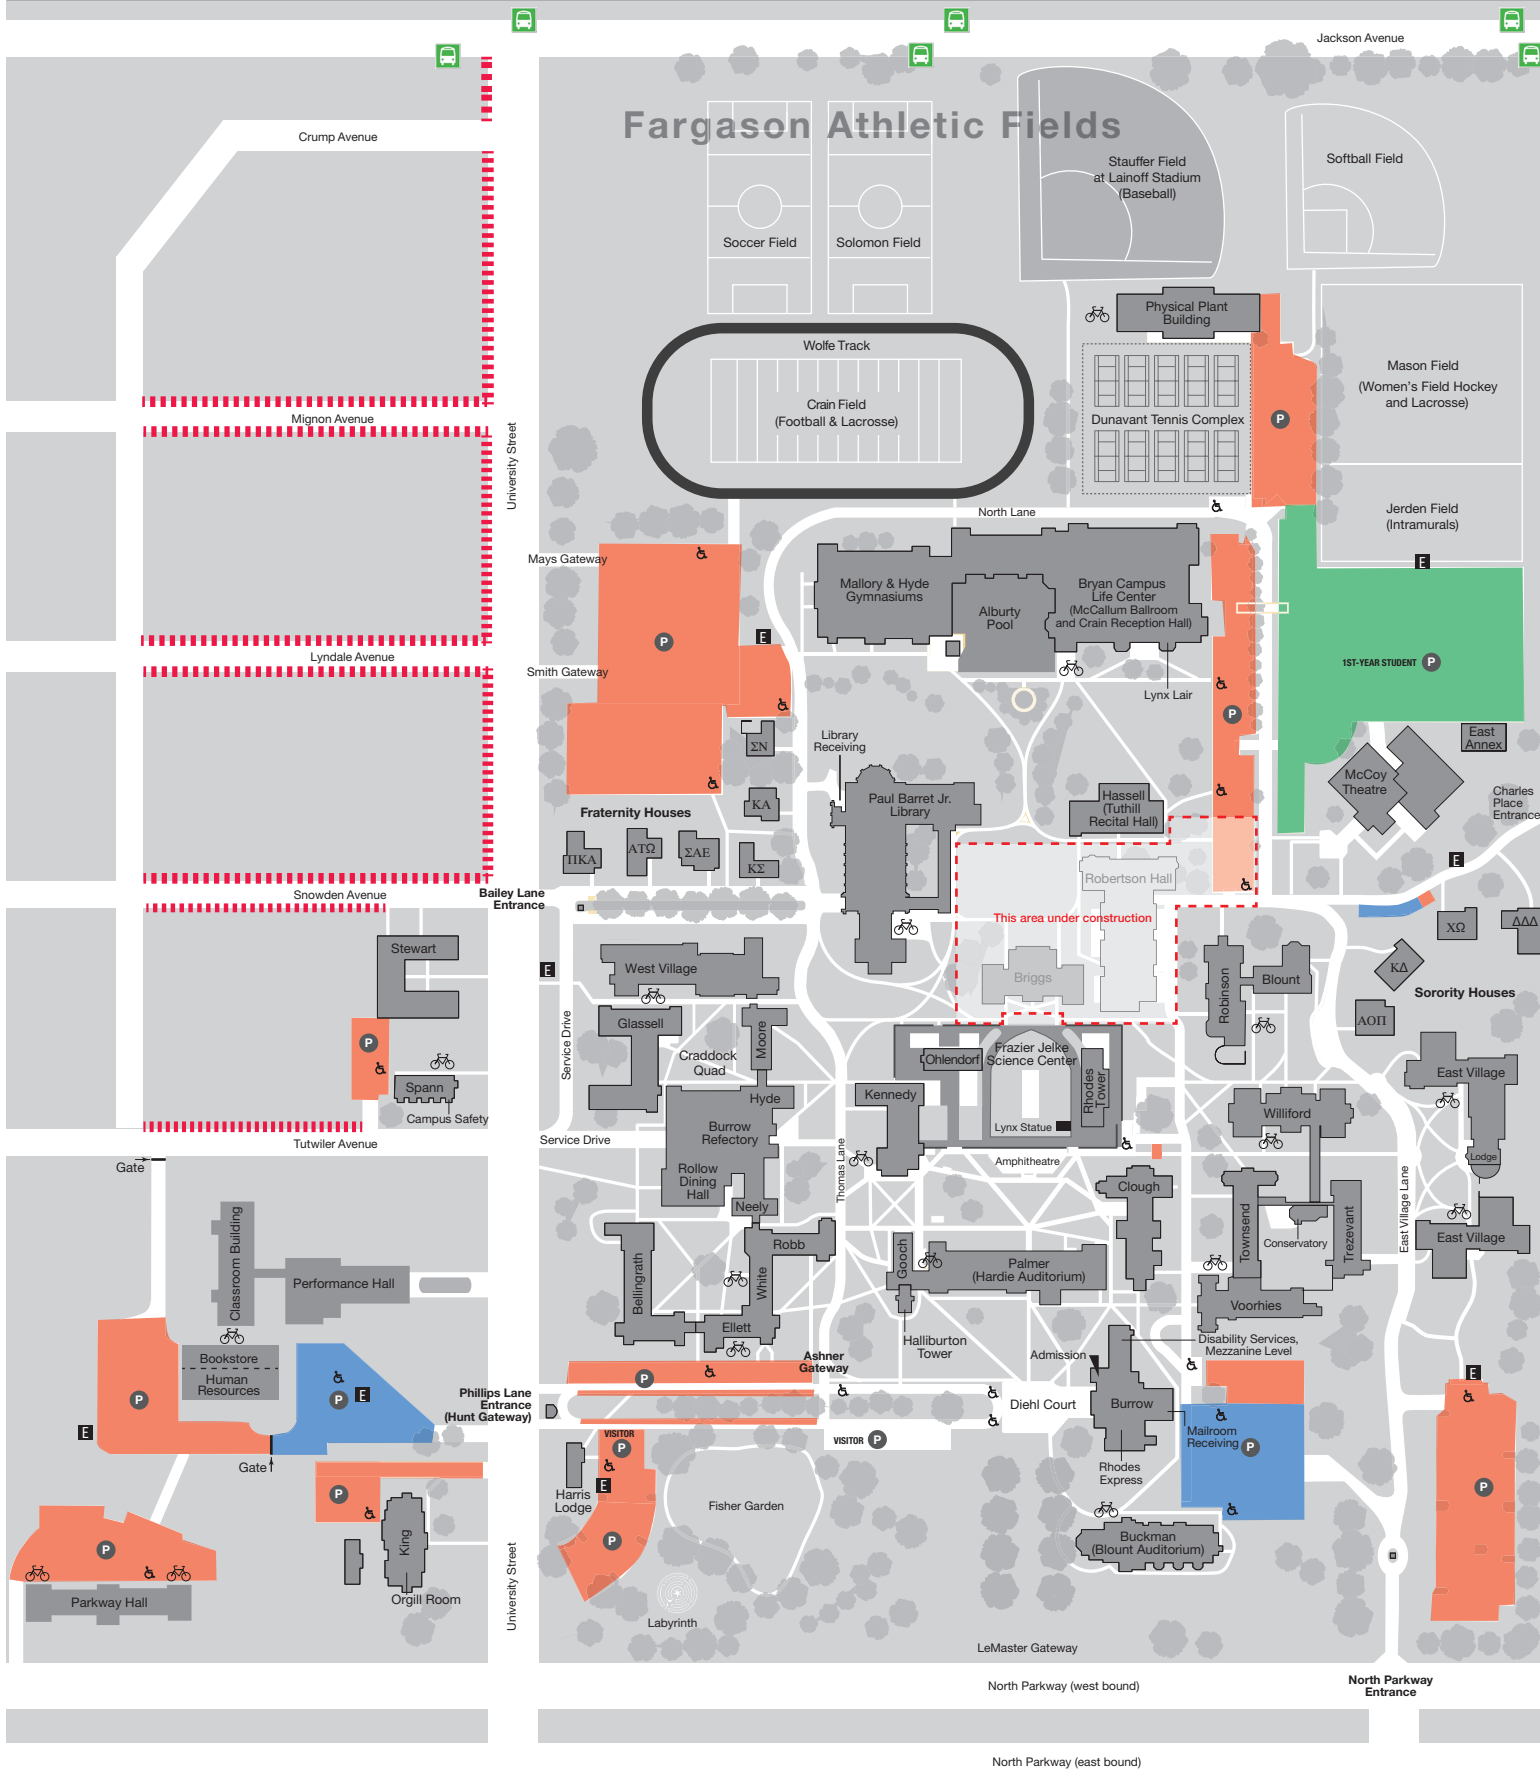 Jackson Avenue
Fargason Athletic Fields
Crump Avenue
Stauffer Field
at Lainoff Stadium
(Baseball)
Softball Field
Soccer Field
Solomon Field
Physical Plant
Building
Wolfe Track
Crain Field
(Football & Lacrosse)
Dunavant Tennis Complex
P
Mason Field
(Women's Field Hockey
and Lacrosse)
Mignon Avenue
University Street
North Lane
Jerden Field
(Intramurals)
Mays Gateway
E
Mallory & Hyde
Gymnasiums
Alburty
Pool
Bryan Campus
Life Center
(McCallum Ballroom
and Crain Reception Hall)
P
E
Lyndale Avenue
Smith Gateway
1ST-YEAR STUDENT P
Lynx Lair
P
ΣΝ
Library
Receiving
East
Annex
McCoy
Theatre
Charles
Place
Entrance
Paul Barret Jr.
Library
Hassell
(Tuthill
Recital Hall)
Fraternity Houses
ΚΑ
ΠΚΑ
ΑΤΩ
ΣΑΕ
ΚΣ
E
Robertson Hall
Snowden Avenue
Bailey Lane
Entrance
This area under construction
ΧΩ
ΔΔΔ
Stewart
E
West Village
Briggs
Robinson
Blount
ΚΔ
Sorority Houses
Glassell
Moore
ΑΟΠ
P
Service Drive
Craddock
Quad
Ohlendorf
Frazier Jelke
Science Center
Rhodes
Tower
East Village
Spann
Campus Safety
Hyde
Kennedy
Williford
Burrow
Refectory
Lynx Statue
Tutwiler Avenue
Service Drive
Gate
Rollow
Dining
Hall
Thomas Lane
Amphitheatre
Lodge
Neely
Clough
Townsend
Trezevant
East Village Lane
Classroom Building
Performance Hall
Bellingrath
Robb
White
Gooch
Palmer
(Hardie Auditorium)
Conservatory
East Village
Voorhies
Ellett
Halliburton
Tower
Disability Services,
Mezzanine Level
Bookstore
Human
Resources
Ashner
Gateway
Admission
P
E
P
P
E
Phillips Lane
Entrance
(Hunt Gateway)
Diehl Court
Burrow
E
Mailroom
Receiving
P
VISITOR
P
VISITOR P
Gate
Rhodes
Express
P
E
Harris
Lodge
Fisher Garden
P
P
P
King
Buckman
(Blount Auditorium)
Parkway Hall
Orgill Room
University Street
Labyrinth
LeMaster Gateway
North Parkway (west bound)
North Parkway
Entrance
North Parkway (east bound)